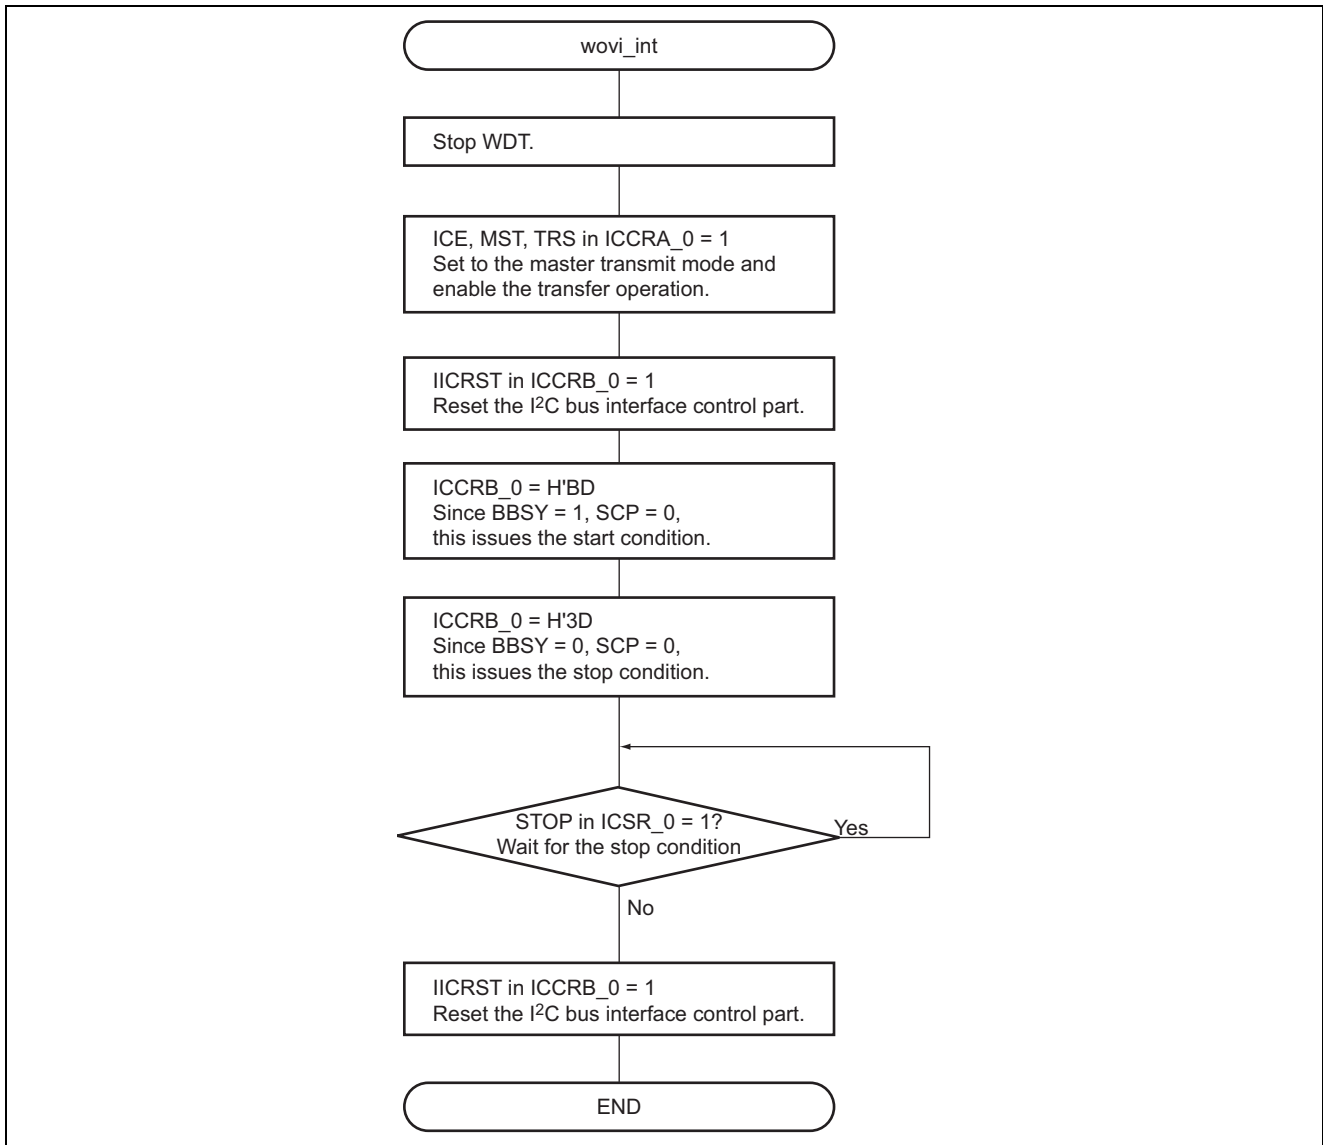 wovi_int
Stop WDT.
ICE, MST, TRS in ICCRA_0 = 1
Set to the master transmit mode and
enable the transfer operation.
IICRST in ICCRB_0 = 1
Reset the I2C bus interface control part.
ICCRB_0 = H'BD
Since BBSY = 1, SCP = 0,
this issues the start condition.
ICCRB_0 = H'3D
Since BBSY = 0, SCP = 0,
this issues the stop condition.
STOP in ICSR_0 = 1?
Wait for the stop condition
Yes
No
IICRST in ICCRB_0 = 1
Reset the I2C bus interface control part.
END